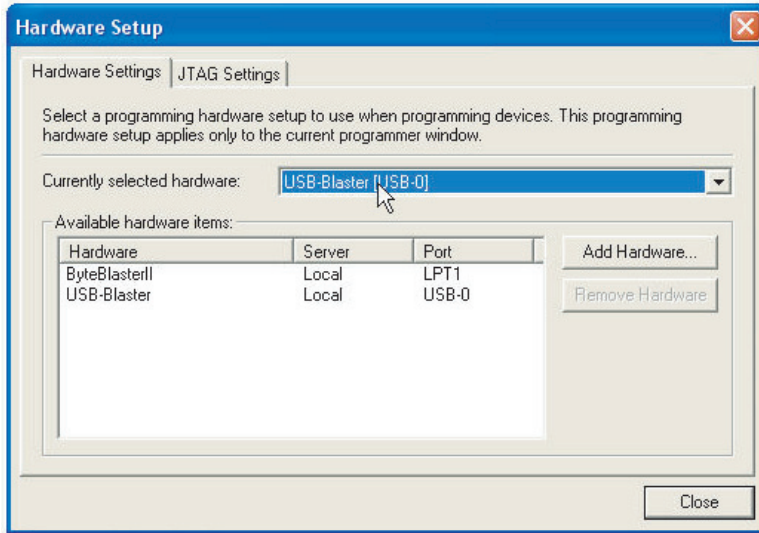 Hardware Setup
Hardware Settings
JTAG Settings
Select a programming hardware setup to use when programming devices. This programming
hardware setup applies only to the current programmer window.
Currently selected hardware: USB-Blaster [USB-0]
Available hardware items:
Hardware Server Port
ByteBlasterII Local LPT1
USB-Blaster Local USB-0
Add Hardware...
Remove Hardware
Close